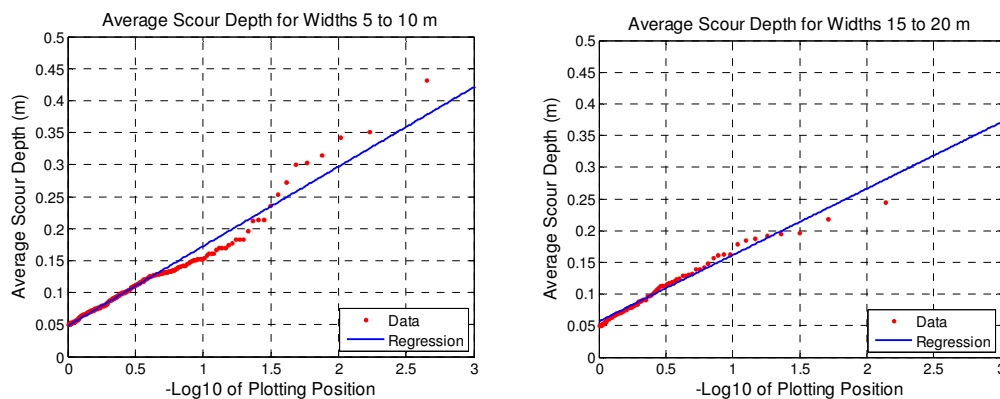 Average Scour Depth for Widths 5 to 10 m
0.5
0.45
0.4
0.35
0.3
0.25
0.2
0.15
0.1
0.05
0
Average Scour Depth (m)
0 0.5 1 1.5 2 2.5 3
-Log10 of Plotting Position
Data
Regression
Average Scour Depth for Widths 15 to 20 m
0.5
0.45
0.4
0.35
0.3
0.25
0.2
0.15
0.1
0.05
0
Average Scour Depth (m)
0 0.5 1 1.5 2 2.5 3
-Log10 of Plotting Position
Data
Regression